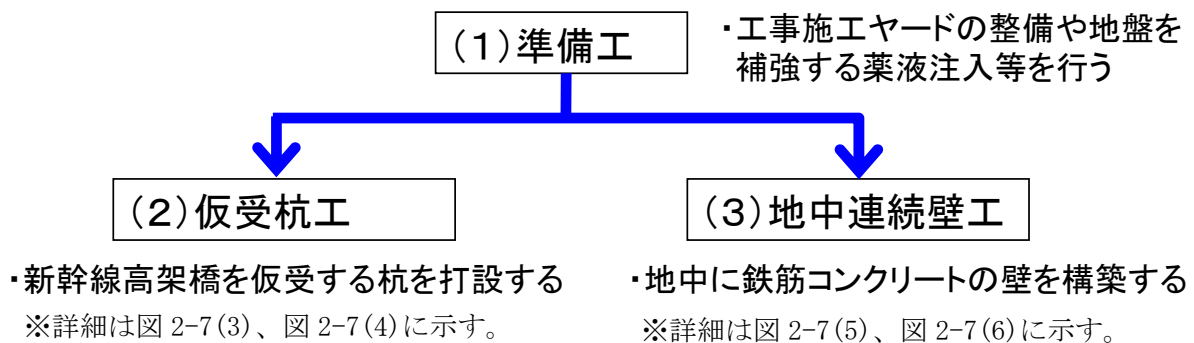 (1)準備工
・工事施工ヤードの整備や地盤を
補強する薬液注入等を行う
(2)仮受杭工
(3)地中連続壁工
・新幹線高架橋を仮受する杭を打設する
※詳細は図 2-7(3)、図 2-7(4)に示す。
・地中に鉄筋コンクリートの壁を構築する
※詳細は図 2-7(5)、図 2-7(6)に示す。